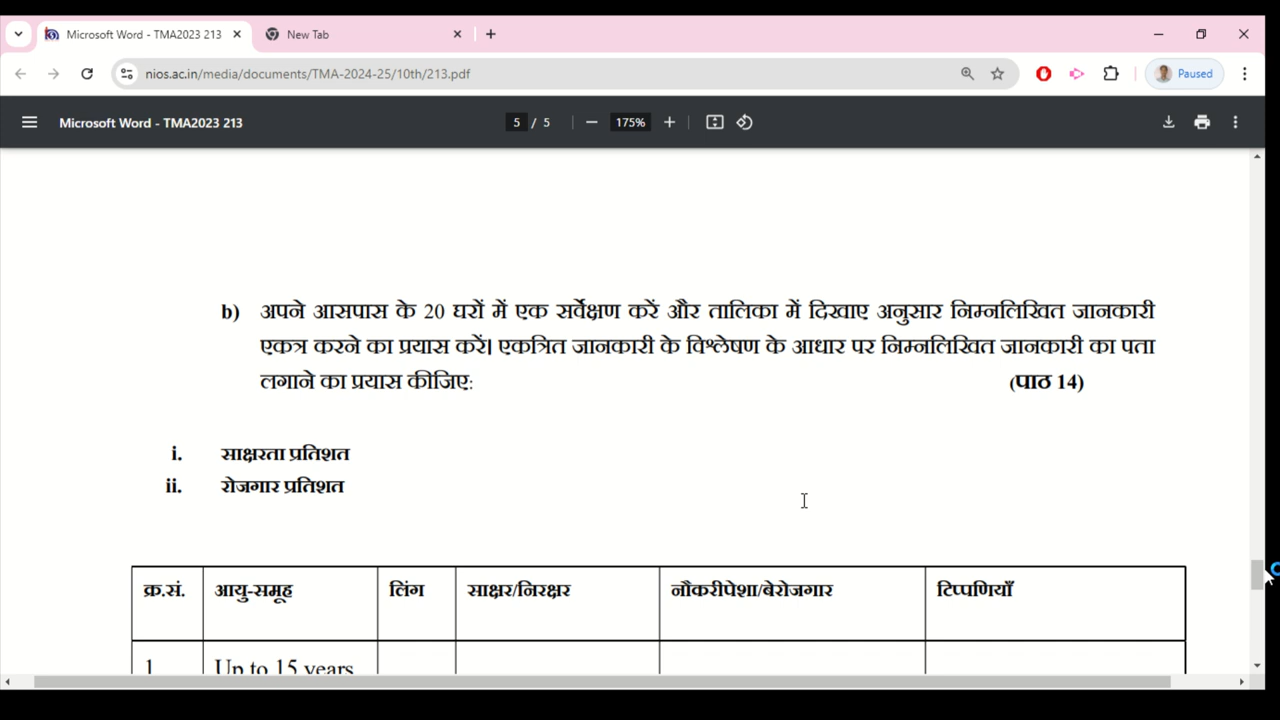 Microsoft Word - TMA2023 213
New Tab
nios.ac.in/media/documents/TMA-2024-25/10th/213.pdf
Paused
Microsoft Word - TMA2023 213
5 / 5
175%
b) अपने आसपास के 20 घरों में एक सर्वेक्षण करें और तालिका में दिखाए अनुसार निम्नलिखित जानकारी
एकत्र करने का प्रयास करें। एकत्रित जानकारी के विश्लेषण के आधार पर निम्नलिखित जानकारी का पता
लगाने का प्रयास कीजिए: (पाठ 14)
i. साक्षरता प्रतिशत
ii. रोजगार प्रतिशत
क्र.सं. आयु-समूह लिंग साक्षर/निरक्षर नौकरीपेशा/बेरोजगार टिप्पणियाँ
1 Up to 15 years